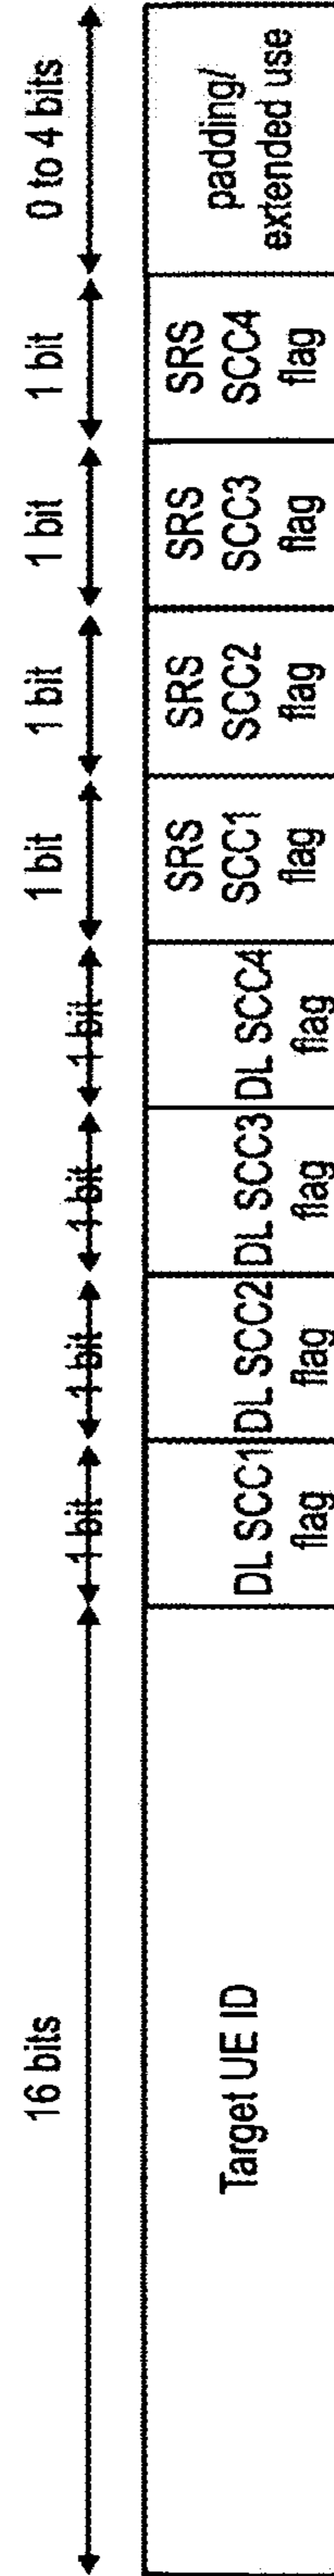 16 bits
1 bit
1 bit
1 bit
1 bit
1 bit
1 bit
1 bit
1 bit
0 to 4 bits
Target UE ID
DL SCC1
flag
DL SCC2
flag
DL SCC3
flag
DL SCC4
flag
SRS
SCC1
flag
SRS
SCC2
flag
SRS
SCC3
flag
SRS
SCC4
flag
padding/
extended use